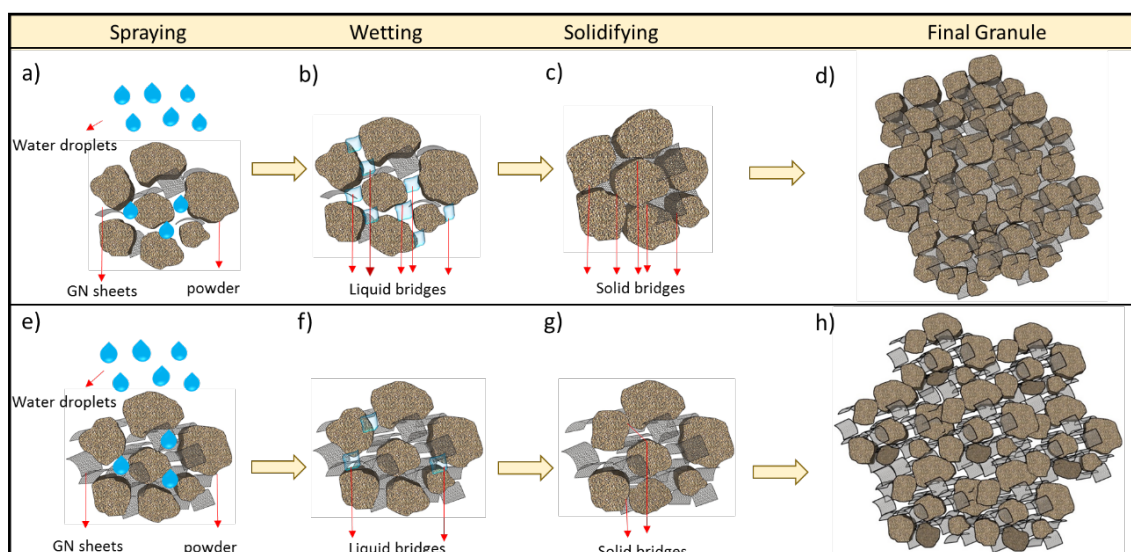 Spraying Wetting Solidifying Final Granule
a) b) c) d)
Water droplets
GN sheets powder Liquid bridges Solid bridges
e) f) g) h)
Water droplets
GN sheets powder Liquid bridges Solid bridges